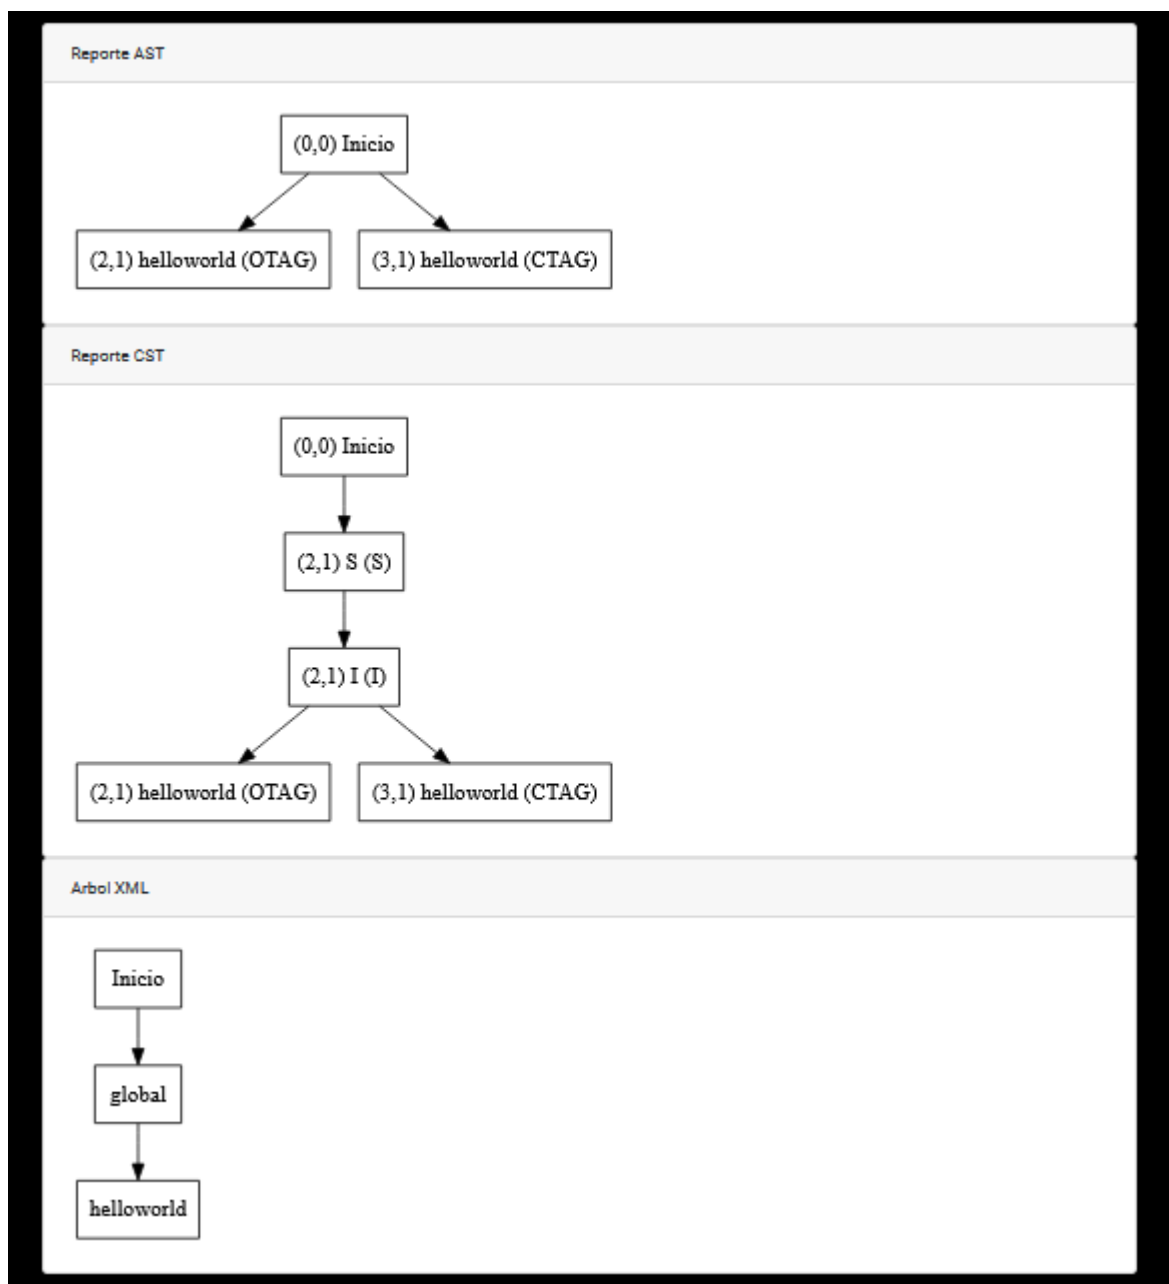 Reporte AST
(0,0) Inicio
(2,1) helloworld (OTAG)
(3,1) helloworld (CTAG)
Reporte CST
(0,0) Inicio
(2,1) S (S)
(2,1) I (I)
(2,1) helloworld (OTAG)
(3,1) helloworld (CTAG)
Arbol XML
Inicio
global
helloworld